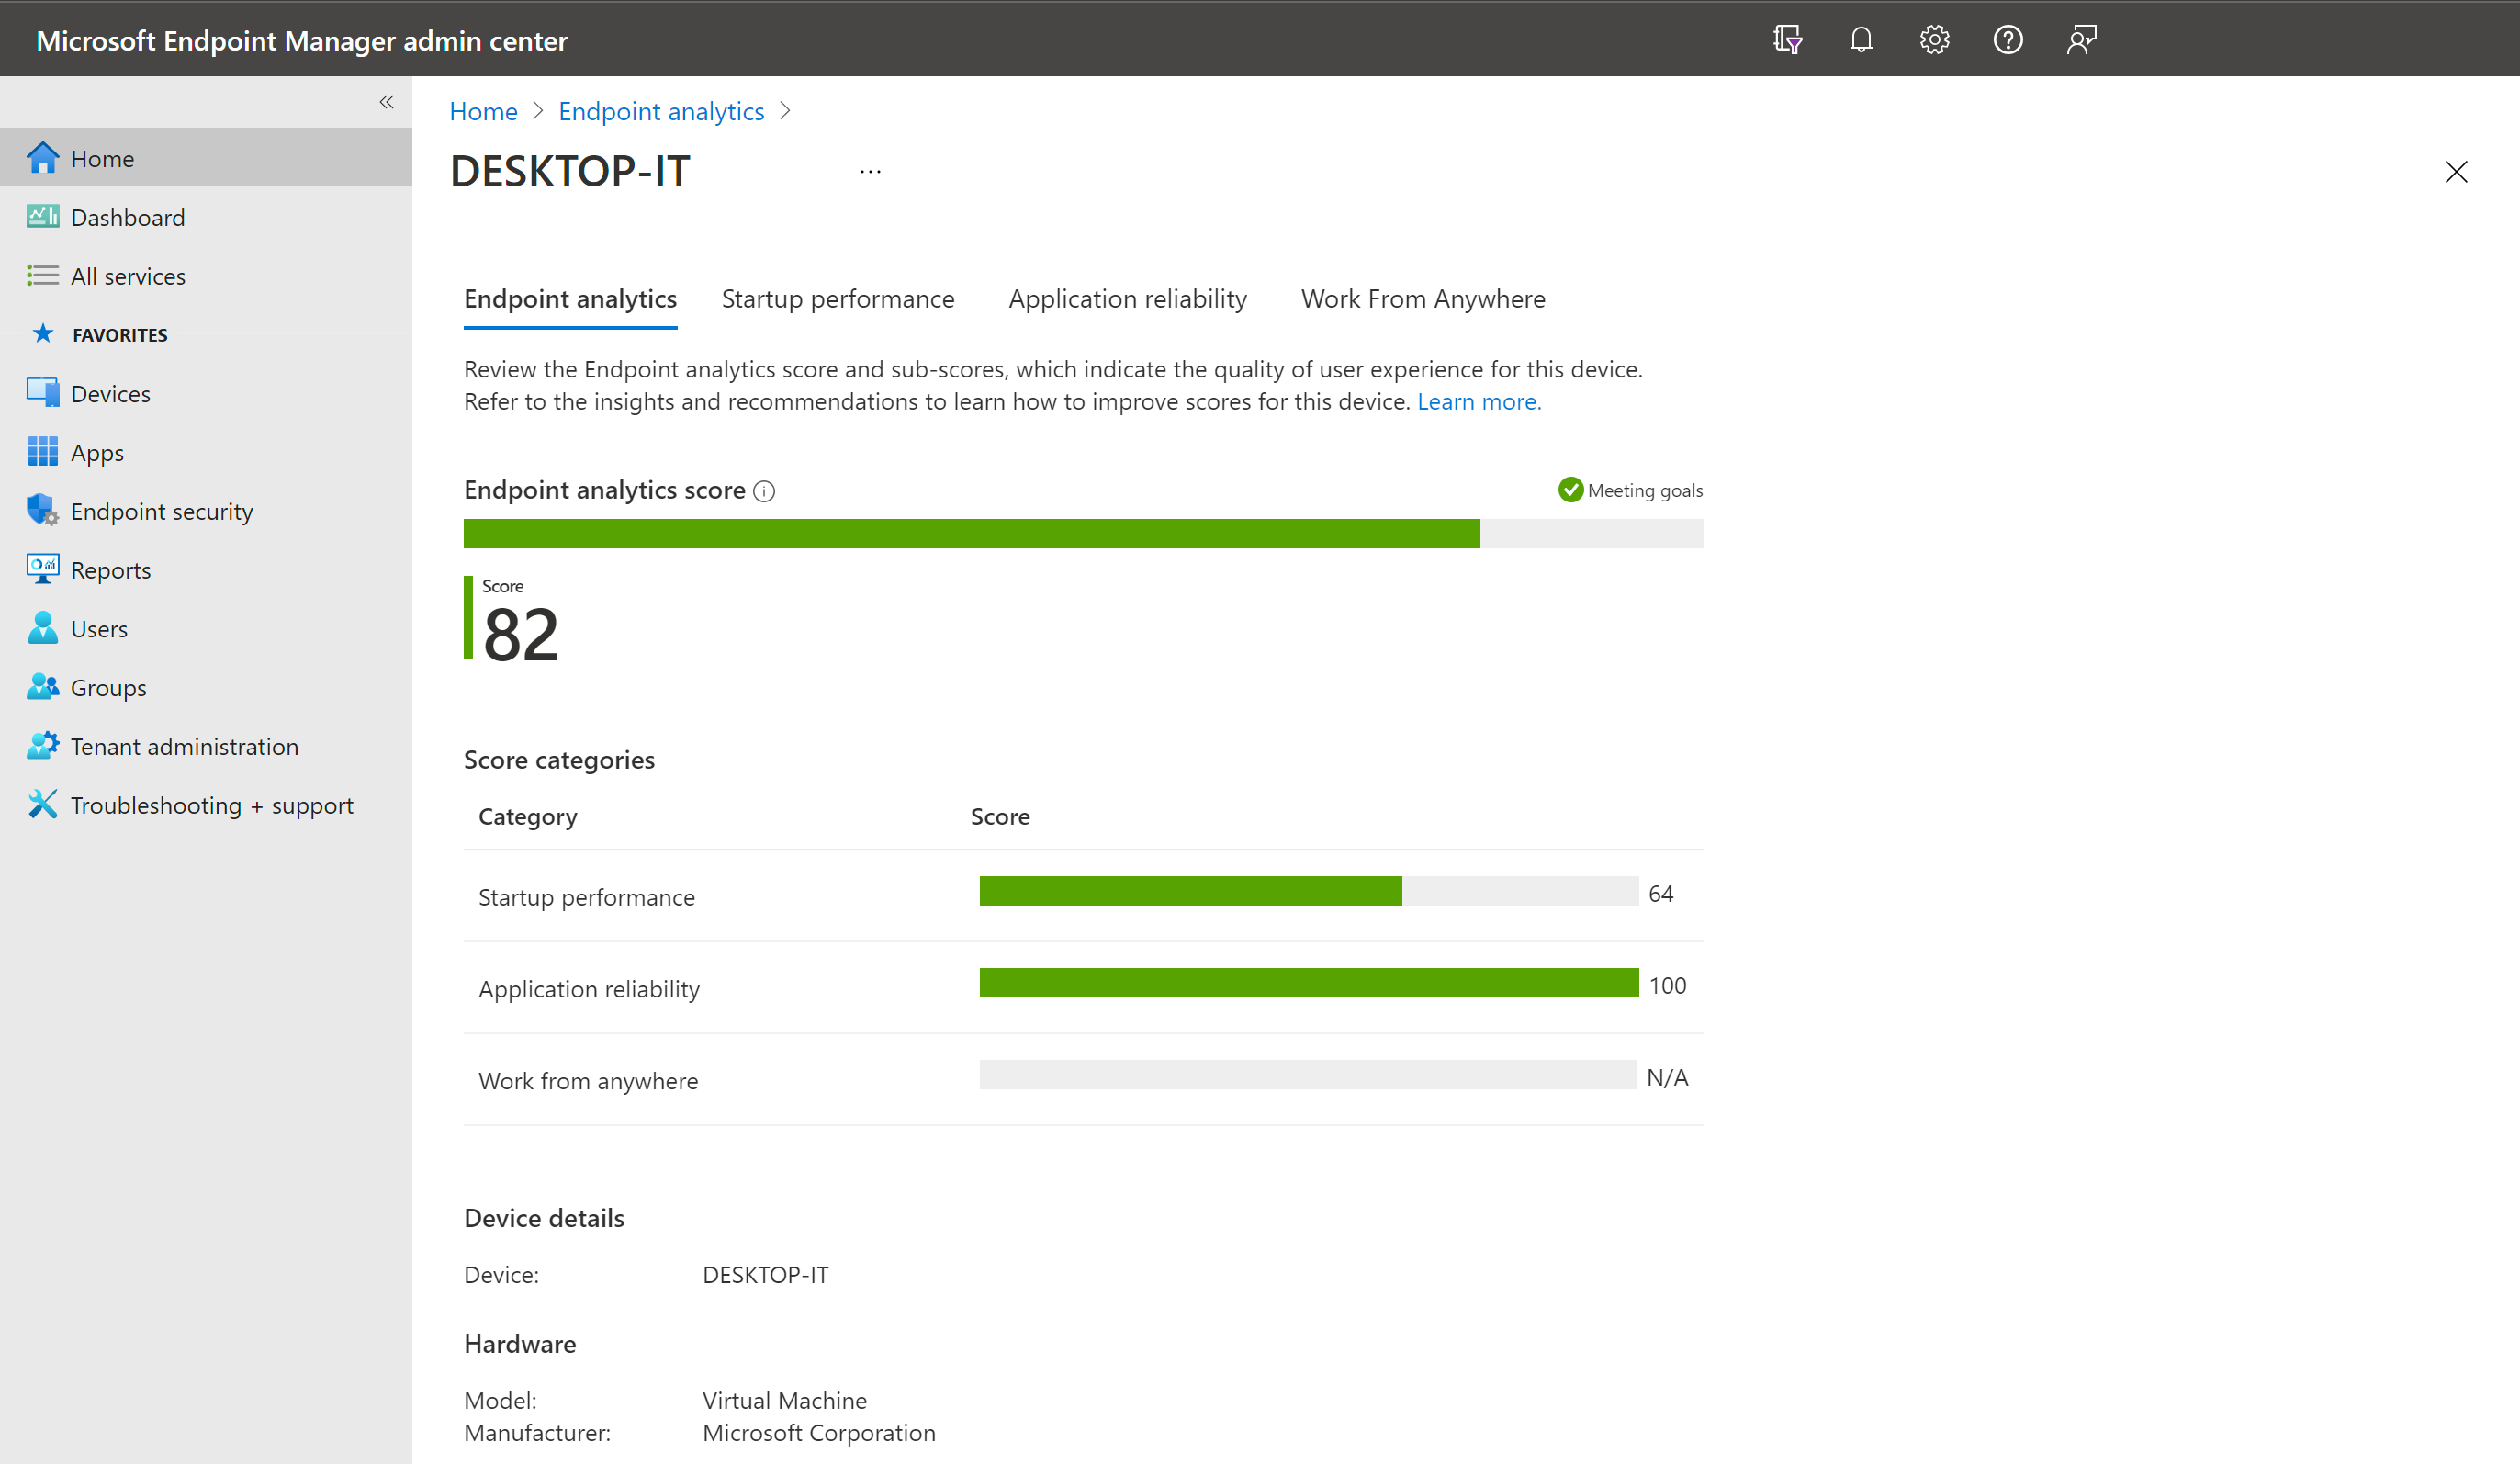 Microsoft Endpoint Manager admin center
Home
Dashboard
All services
FAVORITES
Devices
Apps
Endpoint security
Reports
Users
Groups
Tenant administration
Troubleshooting + support
Home > Endpoint analytics >
DESKTOP-IT ...
Endpoint analytics Startup performance Application reliability Work From Anywhere
Review the Endpoint analytics score and sub-scores, which indicate the quality of user experience for this device.
Refer to the insights and recommendations to learn how to improve scores for this device. Learn more.
Endpoint analytics score Meeting goals
Score
82
Score categories
Category Score
Startup performance 64
Application reliability 100
Work from anywhere N/A
Device details
Device: DESKTOP-IT
Hardware
Model: Virtual Machine
Manufacturer: Microsoft Corporation